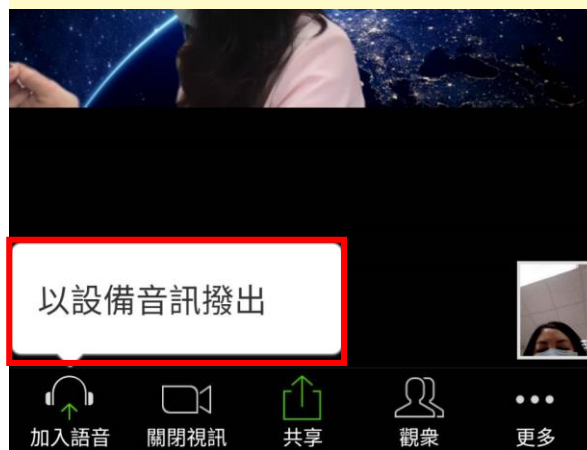 以設備音訊撥出
加入語音
關閉視訊
共享
觀衆
更多